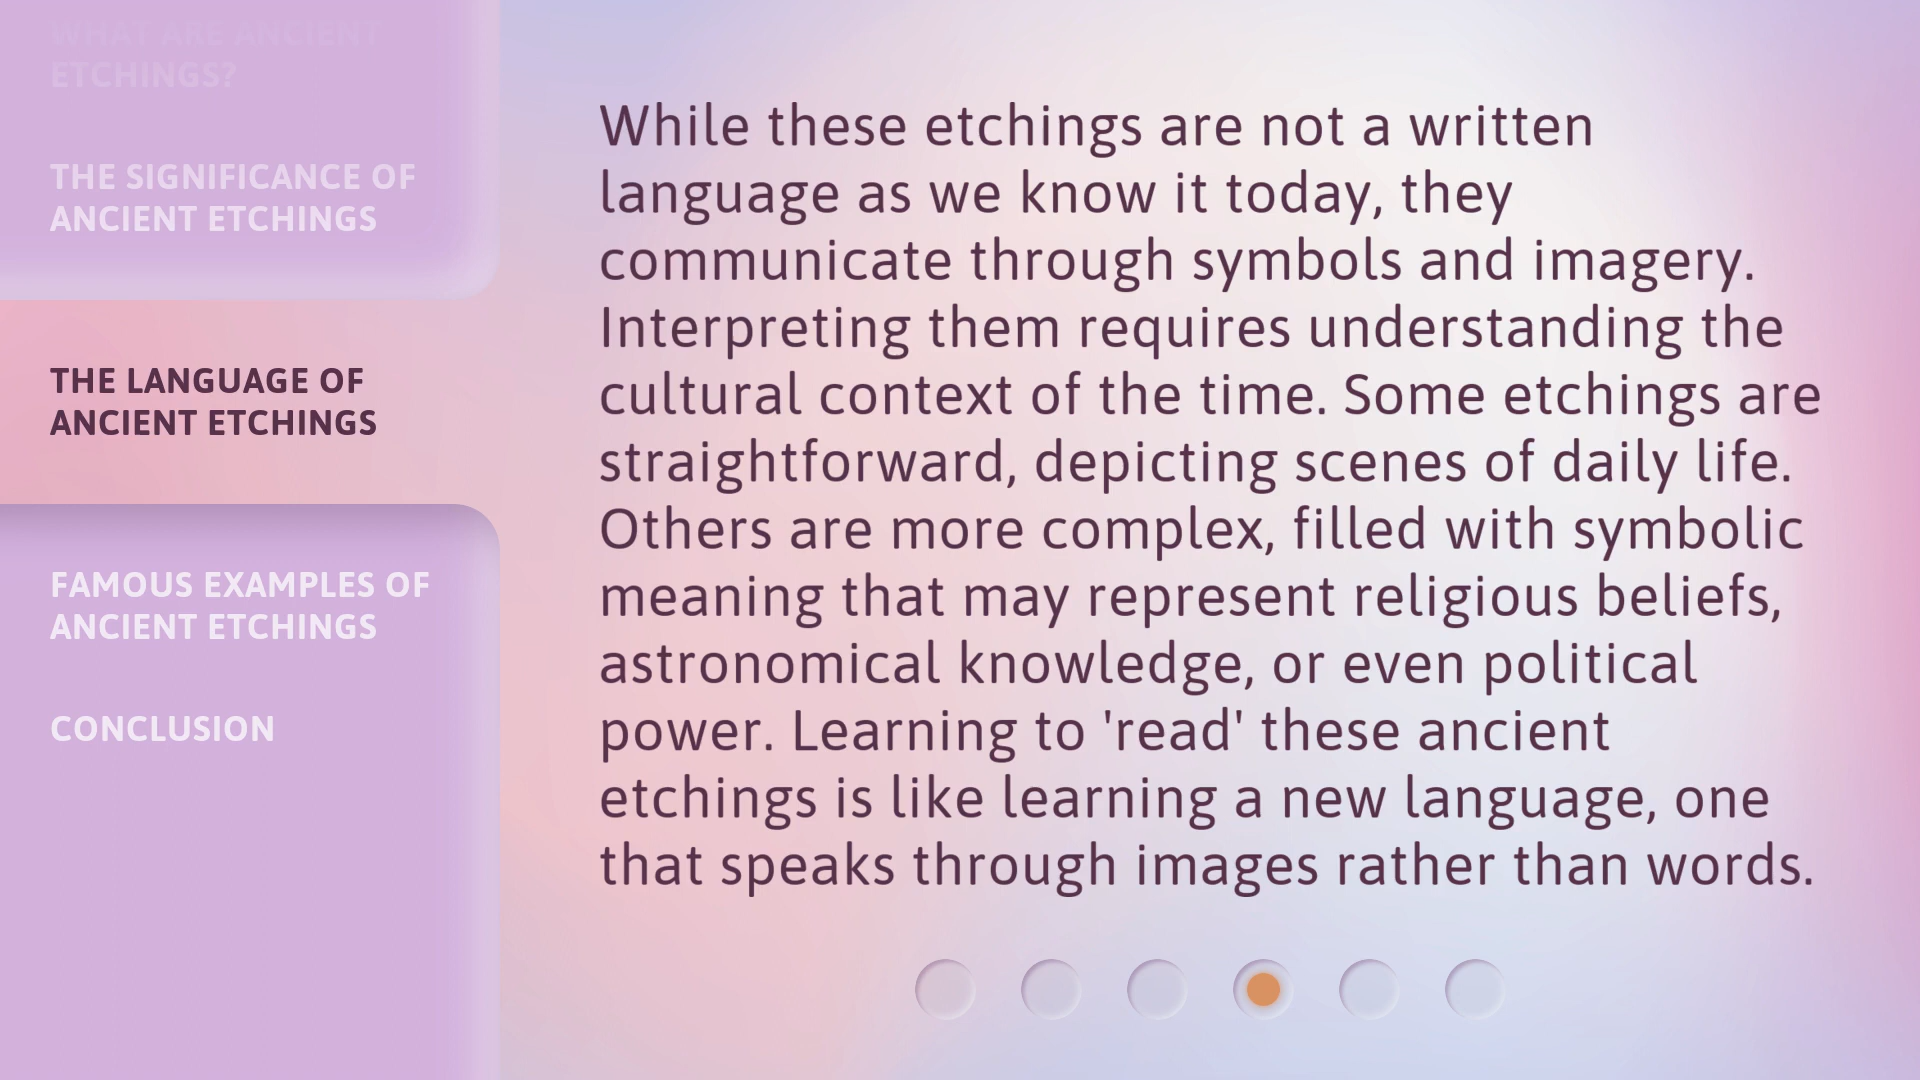 WHAT ARE ANCIENT
ETCHINGS?
THE SIGNIFICANCE OF
ANCIENT ETCHINGS
THE LANGUAGE OF
ANCIENT ETCHINGS
FAMOUS EXAMPLES OF
ANCIENT ETCHINGS
CONCLUSION
While these etchings are not a written
language as we know it today, they
communicate through symbols and imagery.
Interpreting them requires understanding the
cultural context of the time. Some etchings are
straightforward, depicting scenes of daily life.
Others are more complex, filled with symbolic
meaning that may represent religious beliefs,
astronomical knowledge, or even political
power. Learning to 'read' these ancient
etchings is like learning a new language, one
that speaks through images rather than words.